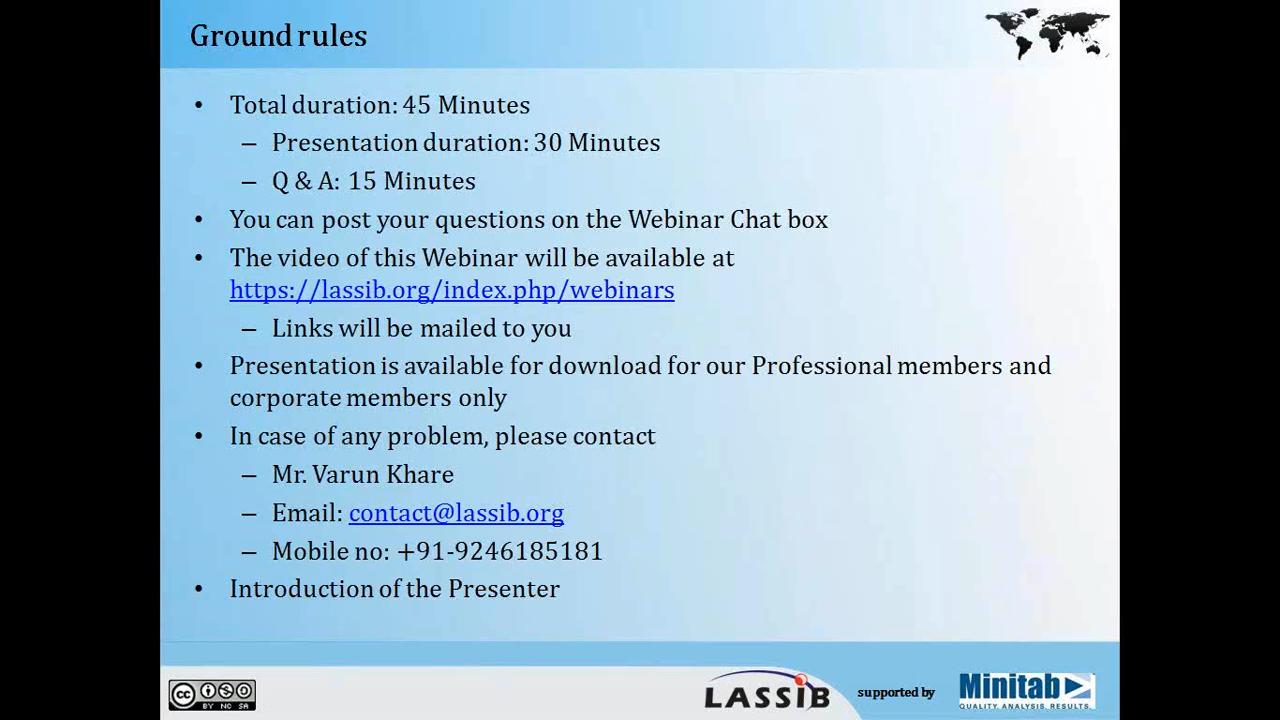 Ground rules
• Total duration: 45 Minutes
– Presentation duration: 30 Minutes
– Q & A: 15 Minutes
• You can post your questions on the Webinar Chat box
• The video of this Webinar will be available at
https://lassib.org/index.php/webinars
– Links will be mailed to you
• Presentation is available for download for our Professional members and
corporate members only
• In case of any problem, please contact
– Mr. Varun Khare
– Email: contact@lassib.org
– Mobile no: +91-9246185181
• Introduction of the Presenter
cc BY NC SA
LASSIB supported by Minitab
QUALITY. ANALYSIS. RESULTS.